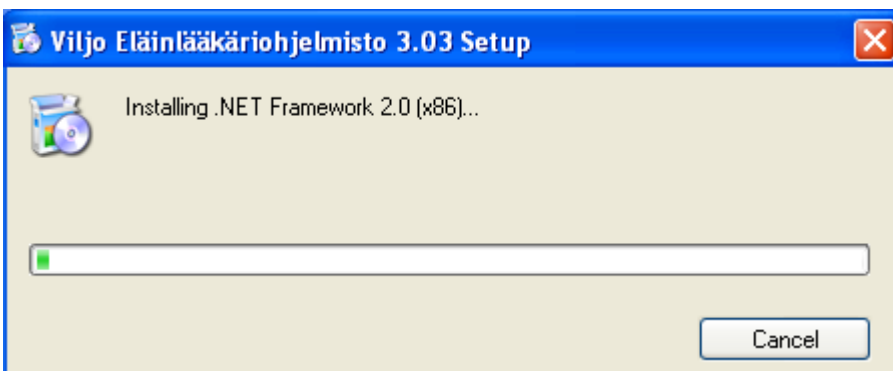 Viljo Eläinlääkäriohjelmisto 3.03 Setup
Installing .NET Framework 2.0 (x86)...
Cancel